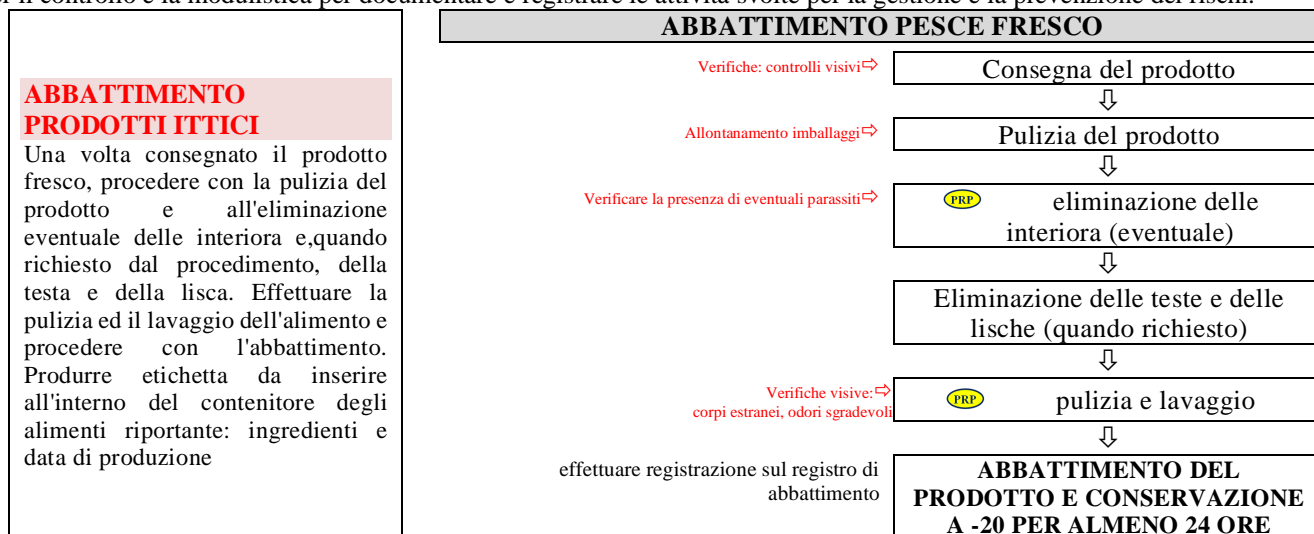 er il controllo e la modulistica per documentare e registrare le attività svolte per la gestione e la prevenzione dei rischi.
ABBATTIMENTO
PRODOTTI ITTICI
Una volta consegnato il prodotto
fresco, procedere con la pulizia del
prodotto e all'eliminazione
eventuale delle interiora e,quando
richiesto dal procedimento, della
testa e della lisca. Effettuare la
pulizia ed il lavaggio dell'alimento e
procedere con l'abbattimento.
Produrre etichetta da inserire
all'interno del contenitore degli
alimenti riportante: ingredienti e
data di produzione
ABBATTIMENTO PESCE FRESCO
Verifiche: controlli visivi⇨
Consegna del prodotto
⇩
Allontanamento imballaggi⇨
Pulizia del prodotto
⇩
Verificare la presenza di eventuali parassiti⇨
PRP eliminazione delle
interiora (eventuale)
⇩
Eliminazione delle teste e delle
lische (quando richiesto)
⇩
Verifiche visive:⇨
corpi estranei, odori sgradevoli
PRP pulizia e lavaggio
⇩
effettuare registrazione sul registro di
abbattimento
ABBATTIMENTO DEL
PRODOTTO E CONSERVAZIONE
A -20 PER ALMENO 24 ORE